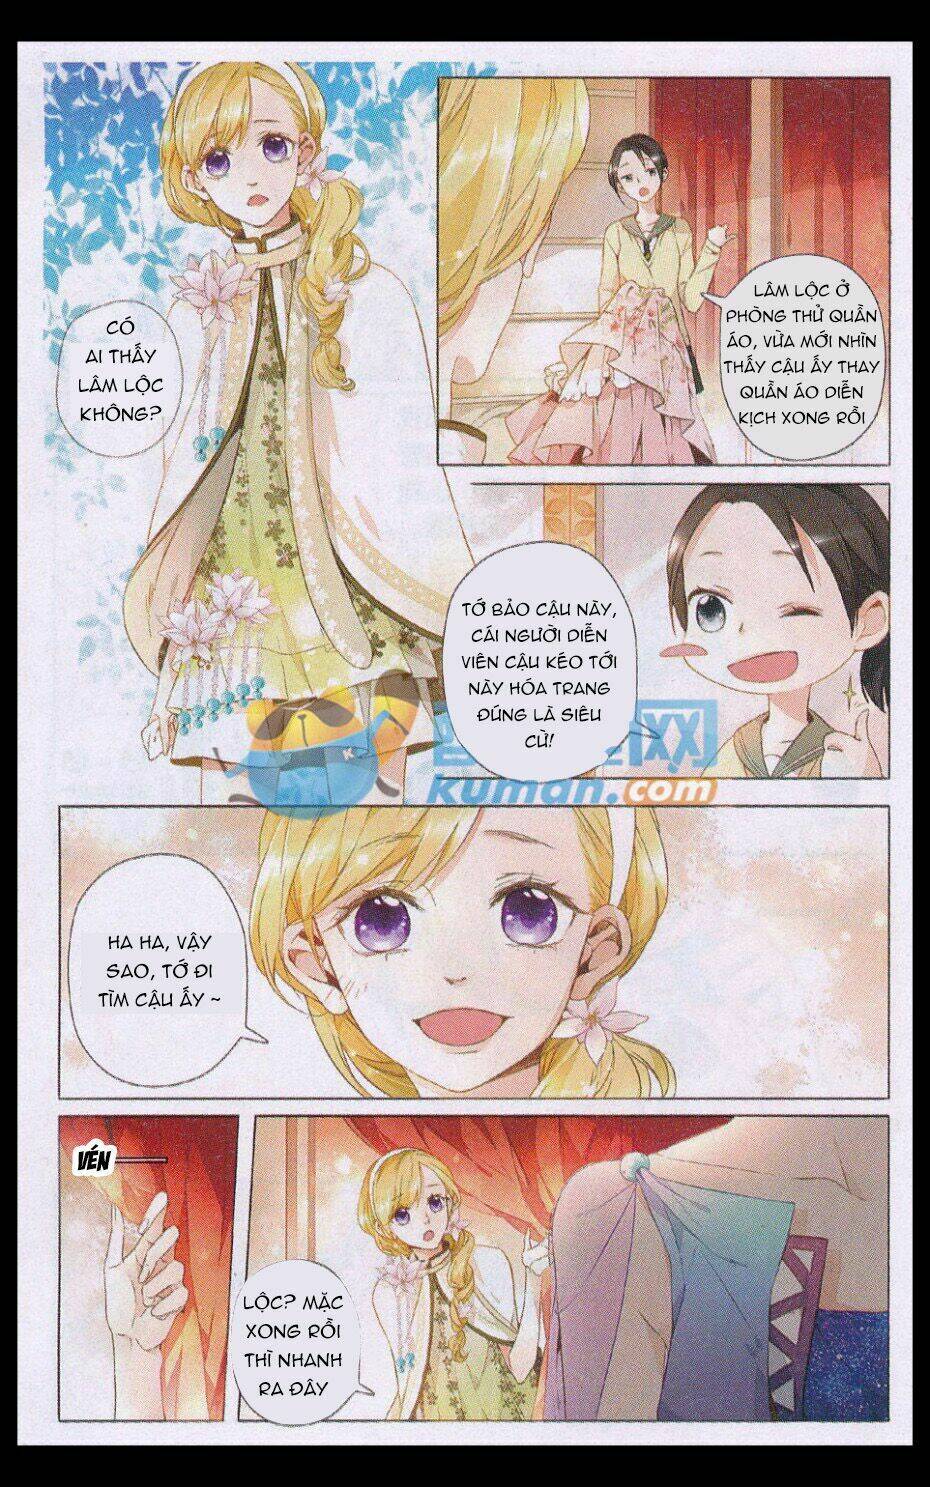 CÓ
AI THẤY
LÂM LỘC
KHÔNG?
LÂM LỘC Ở
PHÒNG THỬ QUẦN
ÁO, VỪA MỚI NHÌN
THẤY CẬU ẤY THAY
QUẦN ÁO DIỄN
KỊCH XONG RỒI
TỚ BẢO CẬU NÀY,
CÁI NGƯỜI DIỄN
VIÊN CẬU KÉO TỚI
NÀY HÓA TRANG
ĐÚNG LÀ SIÊU
CỪ!
网
K
kuman.com
HA HA, VẬY
SAO, TỚ ĐI
TÌM CẬU ẤY ~
VÉN
LỘC? MẶC
XONG RỒI
THÌ NHANH
RA ĐÂY